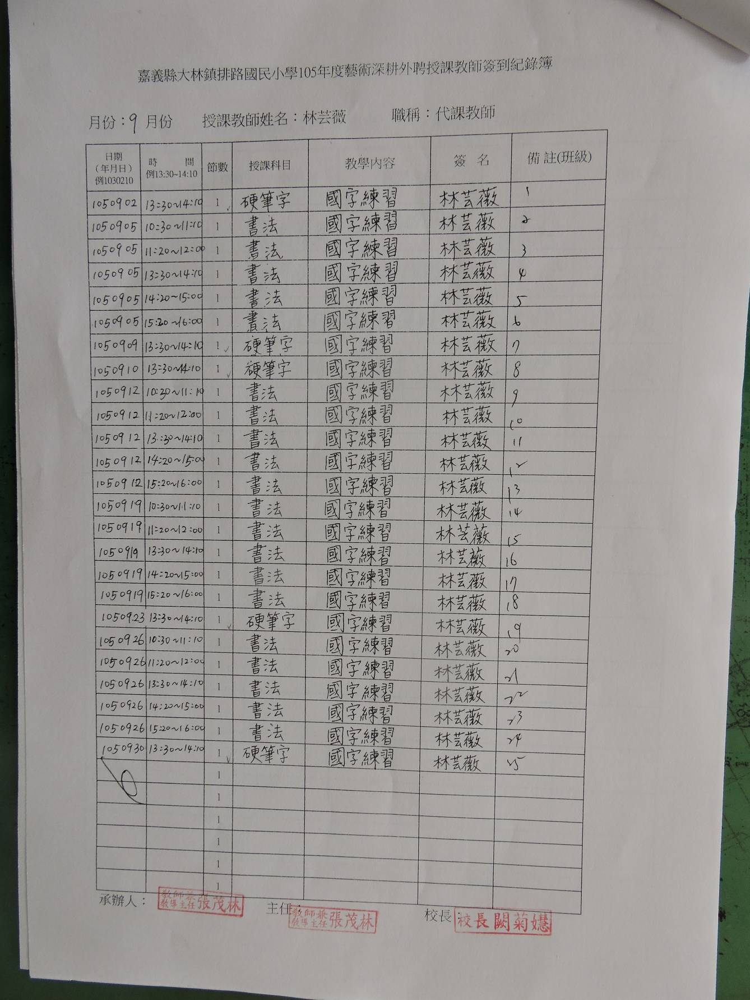 嘉義縣大林鎮排路國民小學105年度藝術深耕外聘授課教師簽到紀錄簿
月份：9 月份 授課教師姓名：林芸薇 職稱：代課教師
日期 (年月日) 例1030210 時 間 例13:30~14:10 節數 授課科目 教學內容 簽 名 備 註(班級)
1050902 13:30~14:10 1 ✓ 硬筆字 國字練習 林芸薇 1
1050905 10:30~11:10 1 書法 國字練習 林芸薇 2
1050905 11:20~12:00 1 書法 國字練習 林芸薇 3
1050905 13:30~14:10 1 書法 國字練習 林芸薇 4
1050905 14:20~15:00 1 書法 國字練習 林芸薇 5
1050905 15:20~16:00 1 書法 國字練習 林芸薇 6
1050909 13:30~14:10 1 ✓ 硬筆字 國字練習 林芸薇 7
1050910 13:30~14:10 1 ✓ 硬筆字 國字練習 林芸薇 8
1050912 10:30~11:10 1 書法 國字練習 林芸薇 9
1050912 11:20~12:00 1 書法 國字練習 林芸薇 10
1050912 13:30~14:10 1 書法 國字練習 林芸薇 11
1050912 14:20~15:00 1 書法 國字練習 林芸薇 12
1050912 15:20~16:00 1 書法 國字練習 林芸薇 13
1050919 10:30~11:10 1 書法 國字練習 林芸薇 14
1050919 11:20~12:00 1 書法 國字練習 林芸薇 15
1050919 13:30~14:10 1 書法 國字練習 林芸薇 16
1050919 14:20~15:00 1 書法 國字練習 林芸薇 17
1050919 15:20~16:00 1 書法 國字練習 林芸薇 18
1050923 13:30~14:10 1 ✓ 硬筆字 國字練習 林芸薇 19
1050926 10:30~11:10 1 書法 國字練習 林芸薇 20
1050926 11:20~12:00 1 書法 國字練習 林芸薇 21
1050926 13:30~14:10 1 書法 國字練習 林芸薇 22
1050926 14:20~15:00 1 書法 國字練習 林芸薇 23
1050926 15:20~16:00 1 書法 國字練習 林芸薇 24
1050930 13:30~14:10 1 ✓ 硬筆字 國字練習 林芸薇 25
1
1
1
1
1
1
承辦人： 教師兼教導主任 張茂林 主任： 教師兼教導主任 張茂林 校長： 校長 闕菊嬨